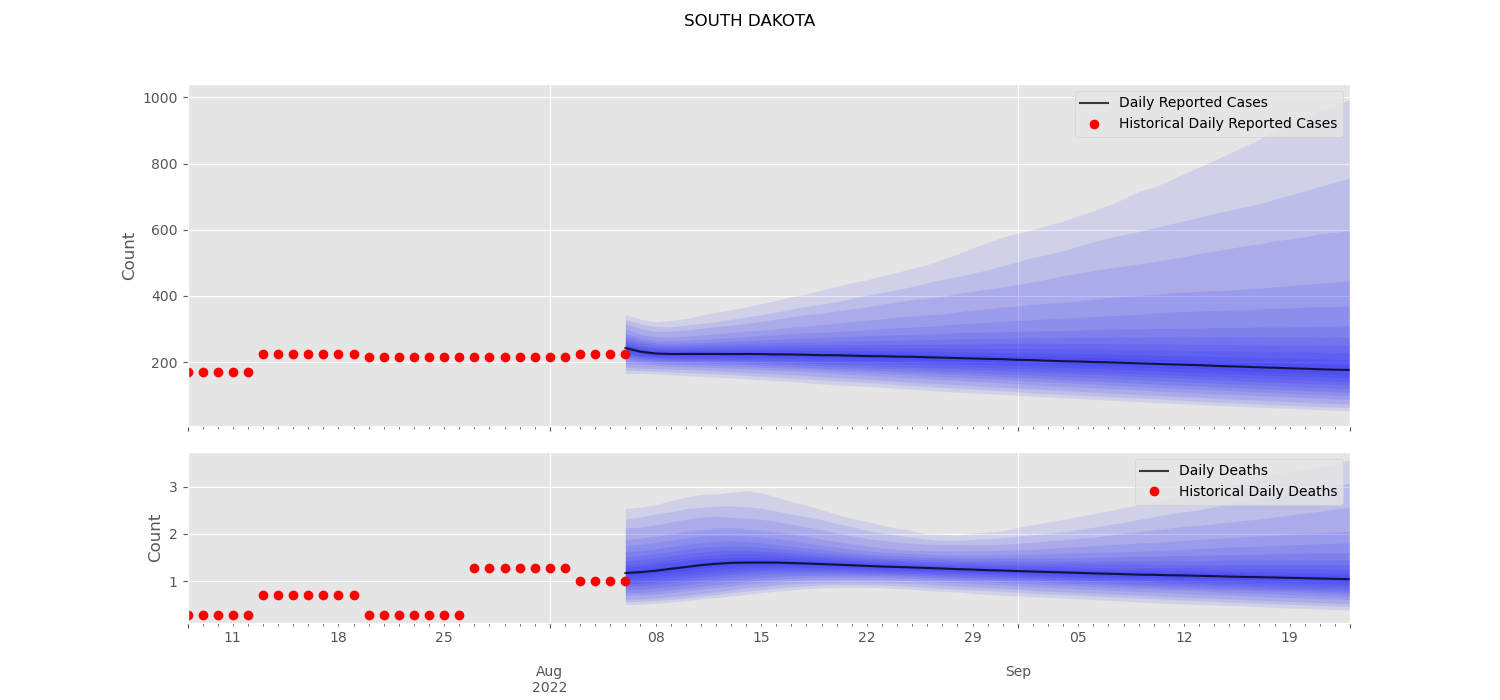 SOUTH DAKOTA
1000
800
600
400
200
Count
Daily Reported Cases
Historical Daily Reported Cases
3
2
1
Count
Daily Deaths
Historical Daily Deaths
11 18 25 08 15 22 29 05 12 19
Aug Sep
2022